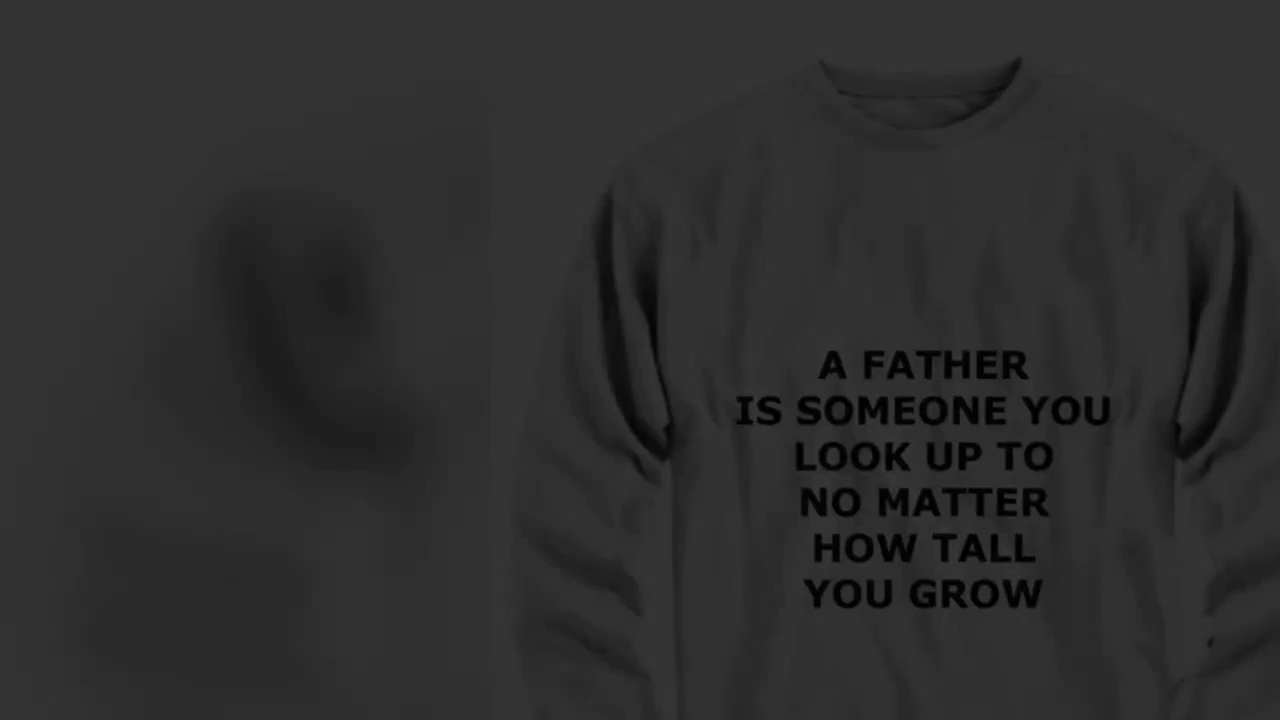 A FATHER
IS SOMEONE YOU
LOOK UP TO
NO MATTER
HOW TALL
YOU GROW